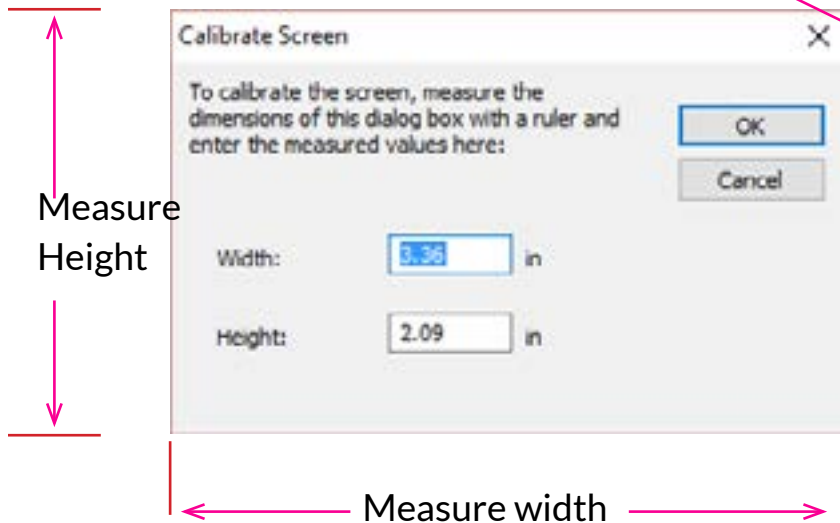 Calibrate Screen
To calibrate the screen, measure the
dimensions of this dialog box with a ruler and
enter the measured values here:
OK
Cancel
Measure
Height
Width: 3.36 in
Height: 2.09 in
Measure width